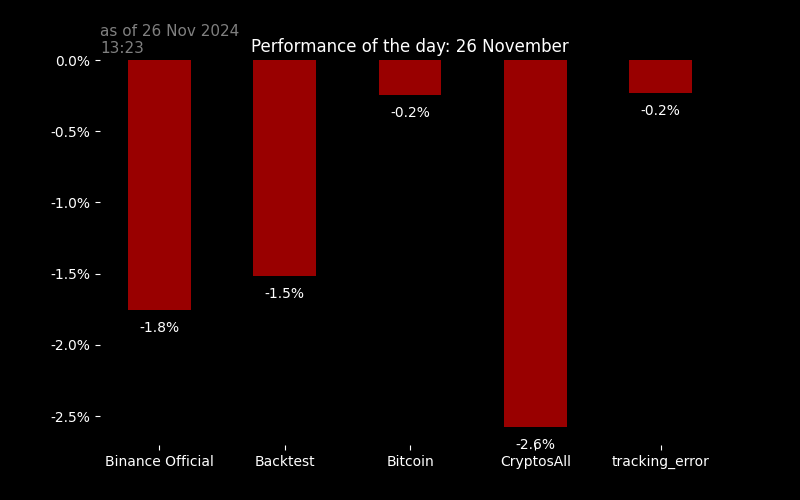 as of 26 Nov 2024
13:23
Performance of the day: 26 November
0.0%
-0.5%
-1.0%
-1.5%
-2.0%
-2.5%
-1.8%
-1.5%
-0.2%
-2.6%
-0.2%
Binance Official
Backtest
Bitcoin
CryptosAll
tracking_error